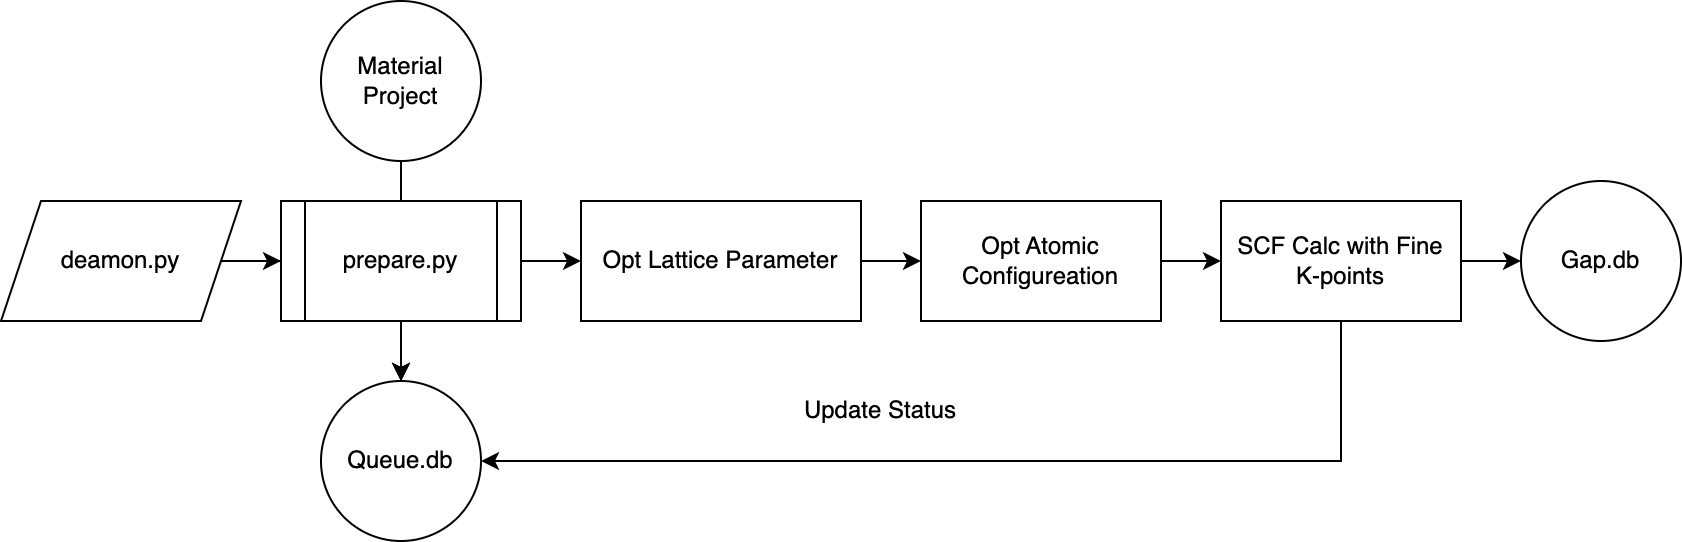 Material
Project
deamon.py
prepare.py
Opt Lattice Parameter
Opt Atomic
Configureation
SCF Calc with Fine
K-points
Gap.db
Update Status
Queue.db